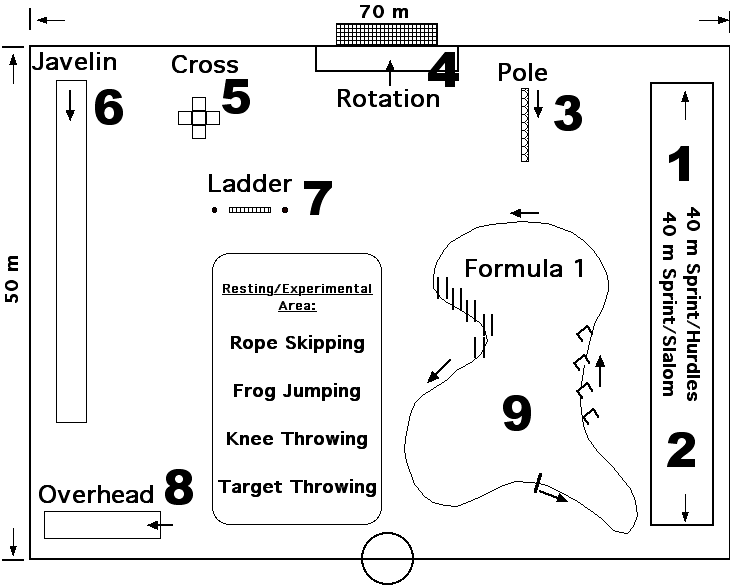 70 m
Javelin
6
Cross
5
4
Rotation
Pole
3
1
Ladder
7
50 m
40 m Sprint/Hurdles
40 m Sprint/Slalom
Formula 1
Resting/Experimental
Area:
Rope Skipping
Frog Jumping
Knee Throwing
Target Throwing
9
2
Overhead
8